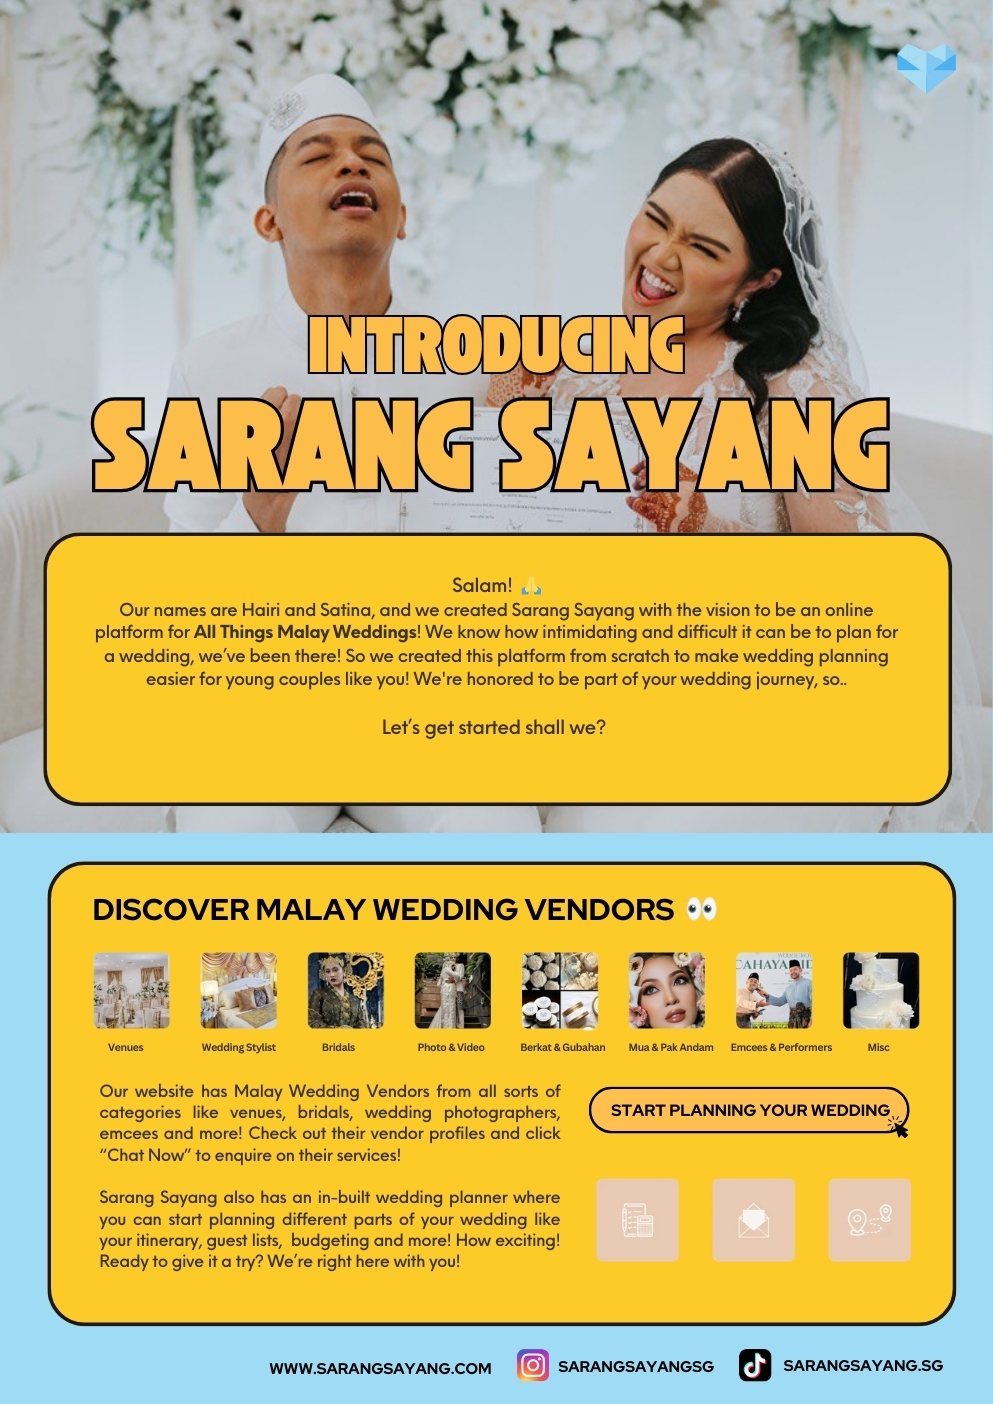 INTRODUCING
SARANG SAYANG
Salam! 🙏
Our names are Hairi and Satina, and we created Sarang Sayang with the vision to be an online
platform for All Things Malay Weddings! We know how intimidating and difficult it can be to plan for
a wedding, we've been there! So we created this platform from scratch to make wedding planning
easier for young couples like you! We're honored to be part of your wedding journey, so..
Let's get started shall we?
DISCOVER MALAY WEDDING VENDORS 👀
CAHAYA
Venues
Wedding Stylist
Bridals
Photo & Video
Berkat & Gubahan
Mua & Pak Andam
Emcees & Performers
Misc
Our website has Malay Wedding Vendors from all sorts of
categories like venues, bridals, wedding photographers,
emcees and more! Check out their vendor profiles and click
“Chat Now” to enquire on their services!
Sarang Sayang also has an in-built wedding planner where
you can start planning different parts of your wedding like
your itinerary, guest lists,  budgeting and more! How exciting!
Ready to give it a try? We’re right here with you!
START PLANNING YOUR WEDDING
WWW.SARANGSAYANG.COM
SARANGSAYANGSG
SARANGSAYANG.SG